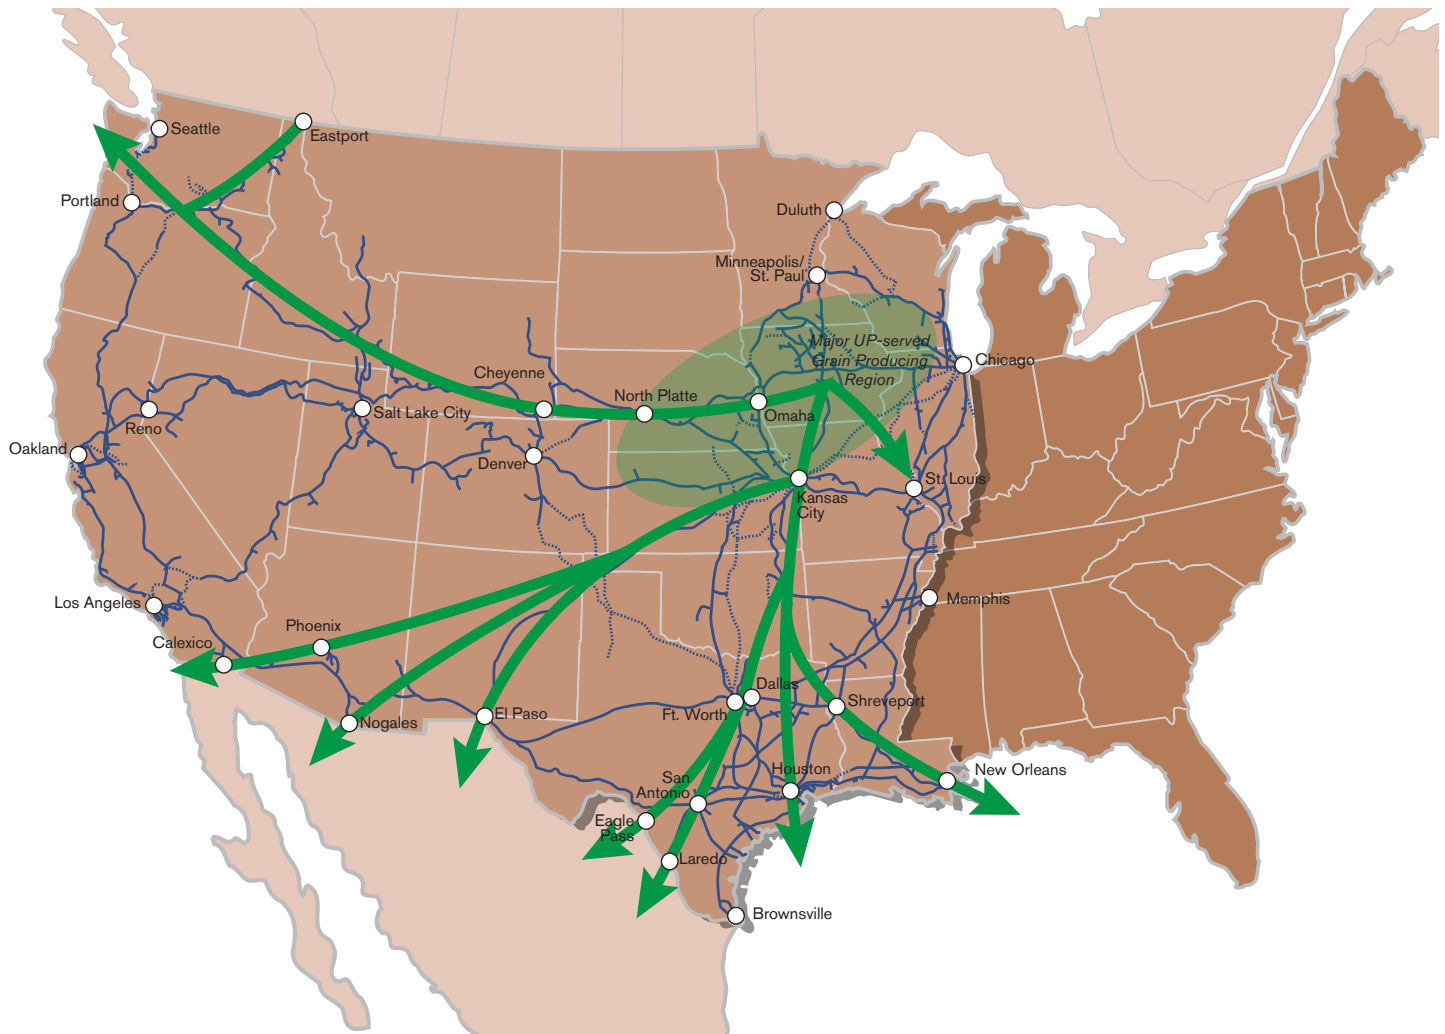 Seattle
Eastport
Portland
Duluth
Minneapolis/
St. Paul
Major UP-served
Grain Producing
Region
Chicago
Cheyenne
North Platte
Omaha
Salt Lake City
Reno
Oakland
Denver
St. Louis
Kansas
City
Los Angeles
Memphis
Phoenix
Calexico
Dallas
Shreveport
Ft. Worth
El Paso
Nogales
Houston
New Orleans
San
Antonio
Eagle
Pass
Laredo
Brownsville